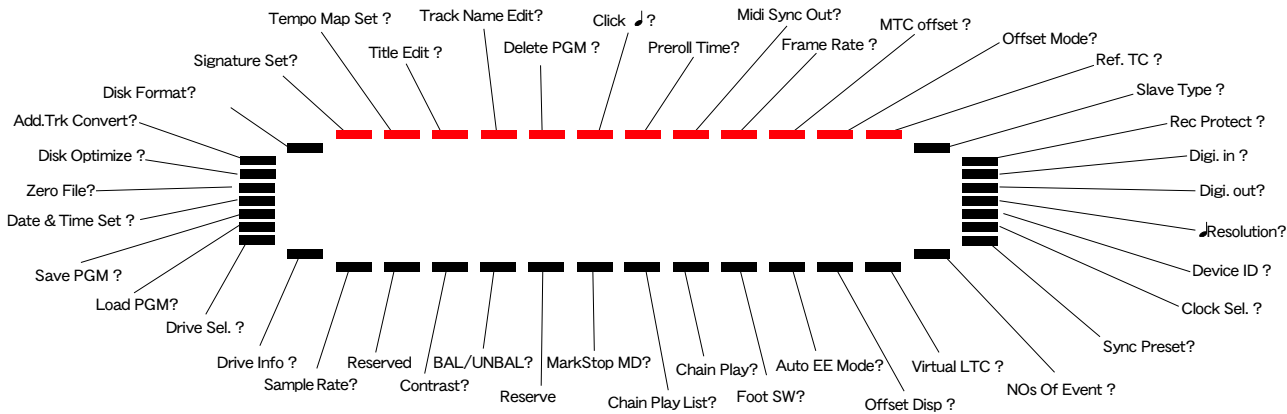 Tempo Map Set ?
Track Name Edit?
Click ♩?
Midi Sync Out?
MTC offset ?
Signature Set?
Title Edit ?
Delete PGM ?
Preroll Time?
Frame Rate ?
Offset Mode?
Ref. TC ?
Disk Format?
Slave Type ?
Add.Trk Convert?
Rec Protect ?
Disk Optimize ?
Digi. in ?
Zero File?
Digi. out?
Date & Time Set ?
♩Resolution?
Save PGM ?
Device ID ?
Load PGM?
Clock Sel. ?
Drive Sel. ?
Sync Preset?
Drive Info ?
Reserved
BAL/UNBAL?
MarkStop MD?
Chain Play?
Auto EE Mode?
Virtual LTC ?
NOs Of Event ?
Sample Rate?
Contrast?
Reserve
Chain Play List?
Foot SW?
Offset Disp ?